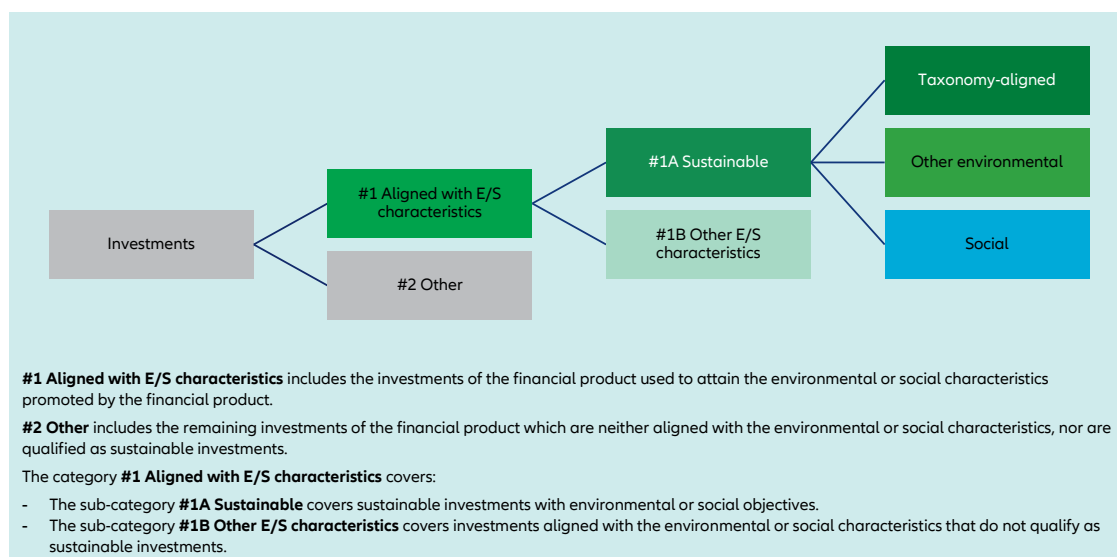 Taxonomy-aligned
#1A Sustainable
Other environmental
#1 Aligned with E/S
characteristics
#1B Other E/S
characteristics
Investments
Social
#2 Other
#1 Aligned with E/S characteristics includes the investments of the financial product used to attain the environmental or social characteristics
promoted by the financial product.
#2 Other includes the remaining investments of the financial product which are neither aligned with the environmental or social characteristics, nor are
qualified as sustainable investments.
The category #1 Aligned with E/S characteristics covers:
- The sub-category #1A Sustainable covers sustainable investments with environmental or social objectives.
- The sub-category #1B Other E/S characteristics covers investments aligned with the environmental or social characteristics that do not qualify as
sustainable investments.